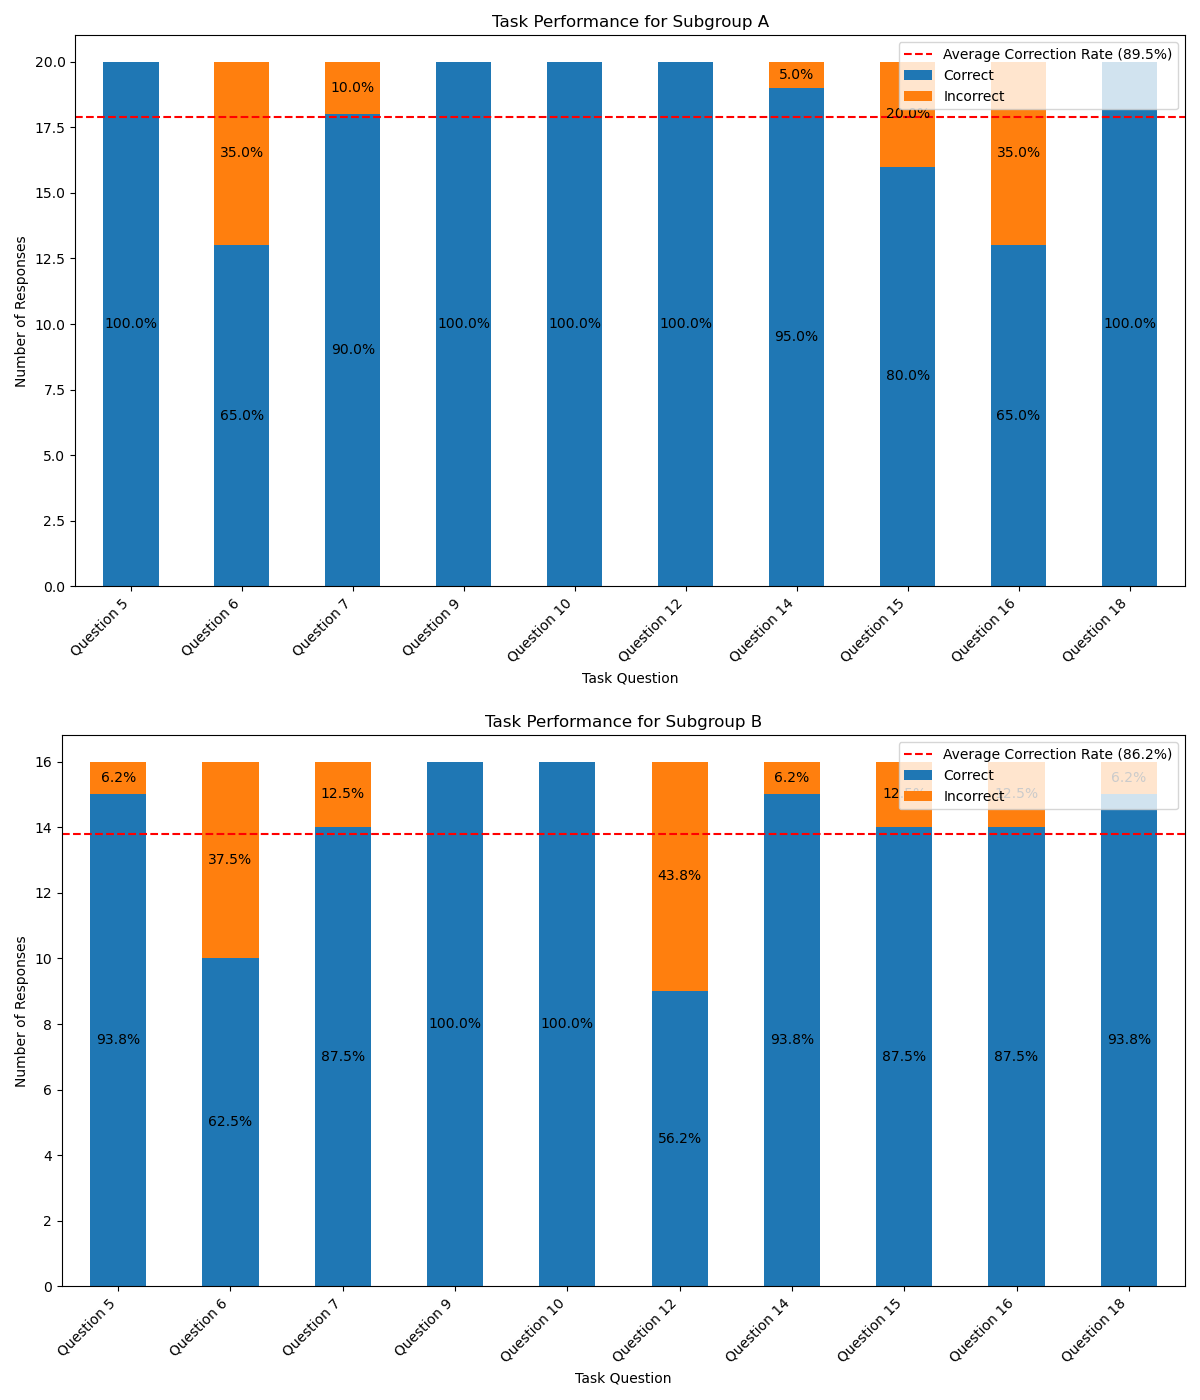 Task Performance for Subgroup A
Average Correction Rate (89.5%)
Correct
Incorrect
20.0
17.5
15.0
12.5
10.0
7.5
5.0
2.5
0.0
Number of Responses
35.0%
10.0%
5.0%
20.0%
35.0%
100.0%
65.0%
90.0%
100.0%
100.0%
100.0%
95.0%
80.0%
65.0%
100.0%
Question 5
Question 6
Question 7
Question 9
Question 10
Question 12
Question 14
Question 15
Question 16
Question 18
Task Question
Task Performance for Subgroup B
Average Correction Rate (86.2%)
Correct
Incorrect
16
14
12
10
8
6
4
2
0
Number of Responses
6.2%
37.5%
12.5%
43.8%
6.2%
12.5%
12.5%
6.2%
93.8%
62.5%
87.5%
100.0%
100.0%
56.2%
93.8%
87.5%
87.5%
93.8%
Question 5
Question 6
Question 7
Question 9
Question 10
Question 12
Question 14
Question 15
Question 16
Question 18
Task Question